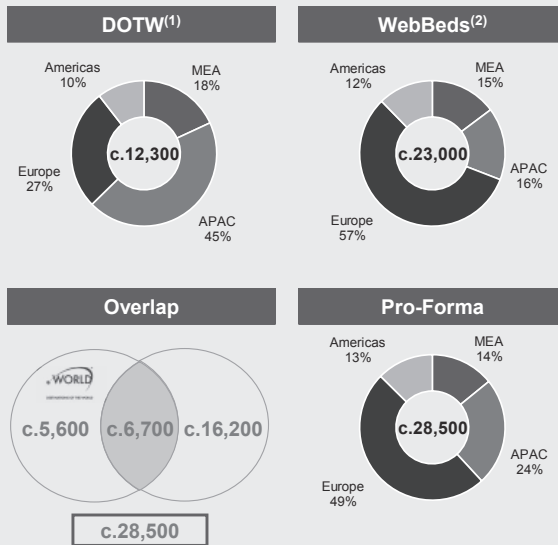 DOTW(1)
Americas
10%
MEA
18%
c.12,300
Europe
27%
APAC
45%
WebBeds(2)
Americas
12%
MEA
15%
c.23,000
APAC
16%
Europe
57%
Overlap
WORLD
c.5,600
c.6,700
c.16,200
c.28,500
Pro-Forma
Americas
13%
MEA
14%
c.28,500
APAC
24%
Europe
49%